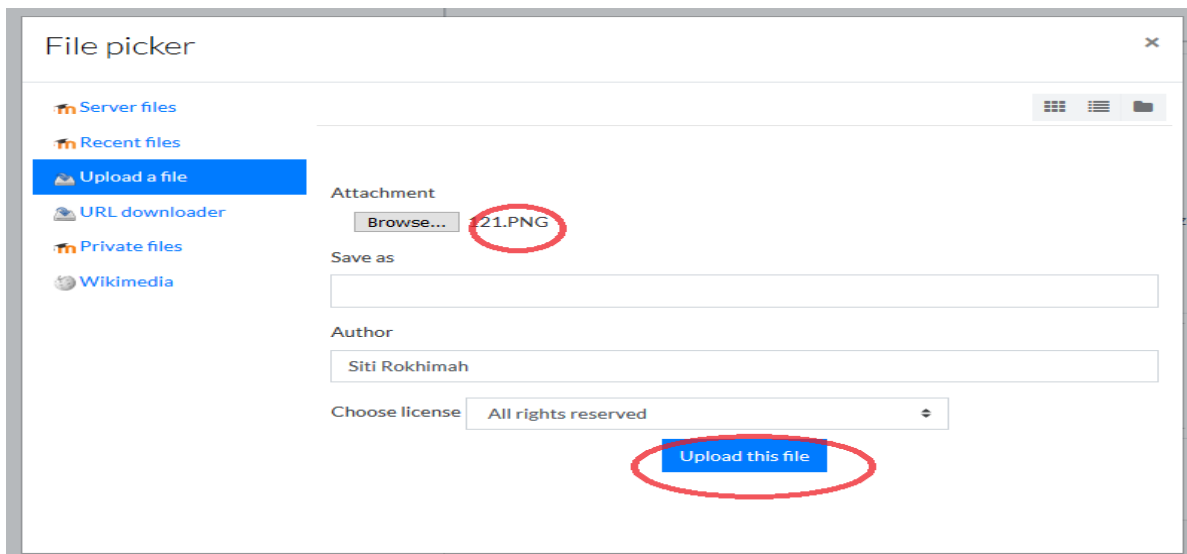 File picker
×
Server files
Recent files
Upload a file
URL downloader
Private files
Wikimedia
Attachment
Browse... 121.PNG
Save as
Author
Siti Rokhimah
Choose license All rights reserved
Upload this file